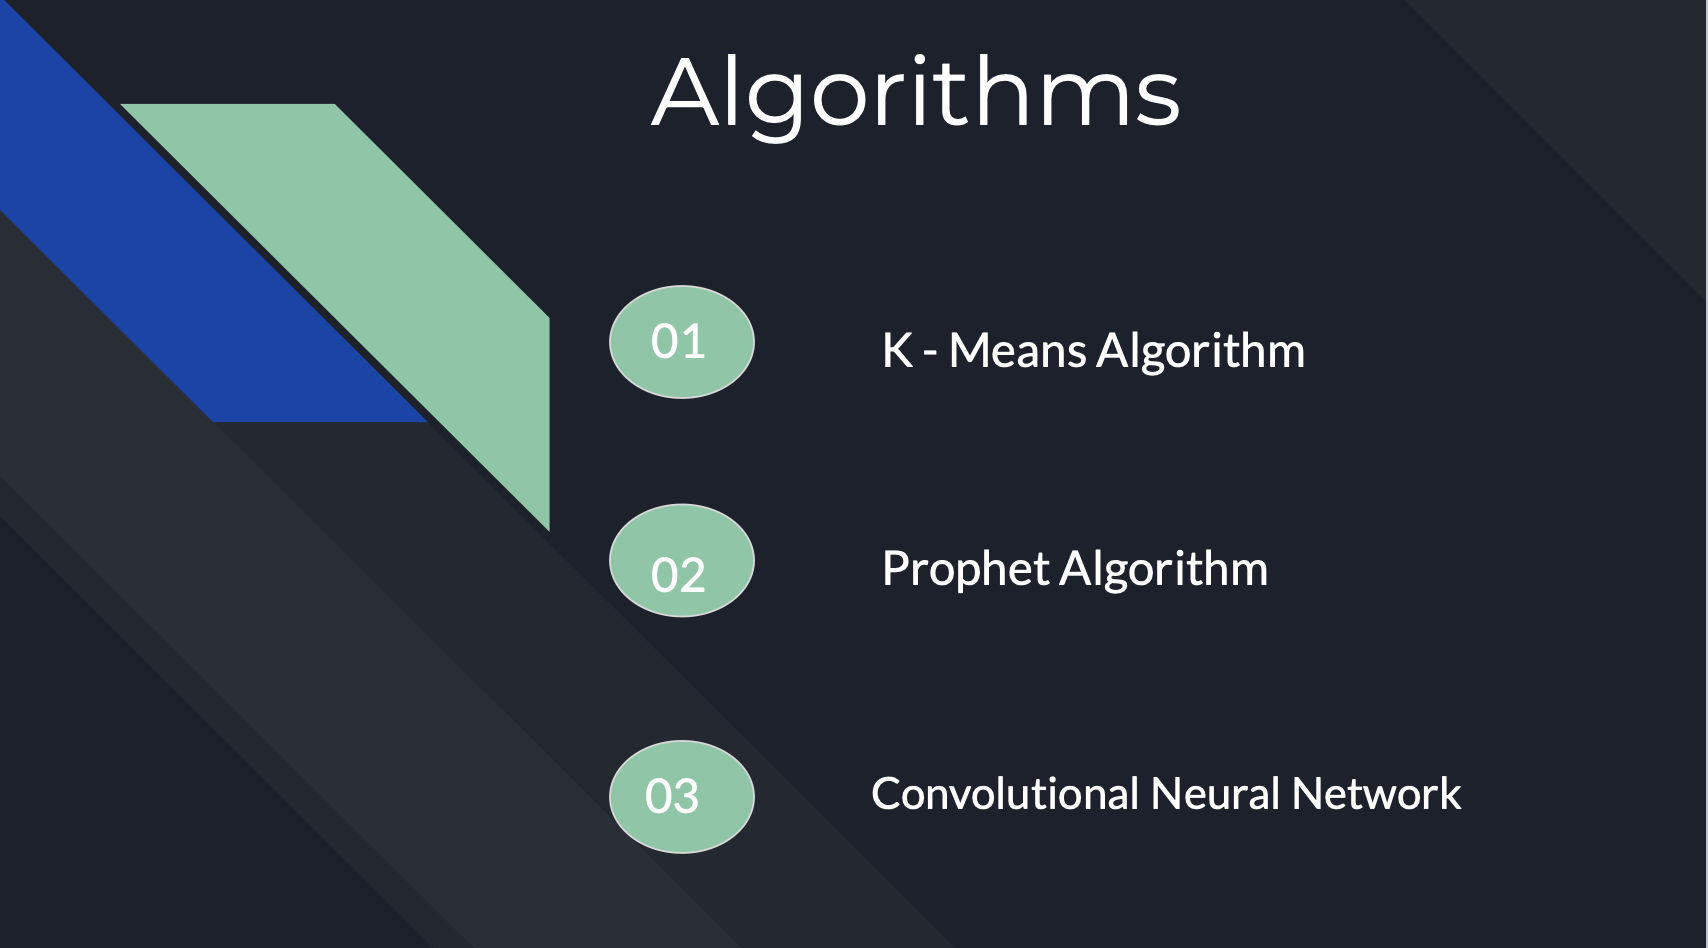 Algorithms
01
K - Means Algorithm
02
Prophet Algorithm
03
Convolutional Neural Network